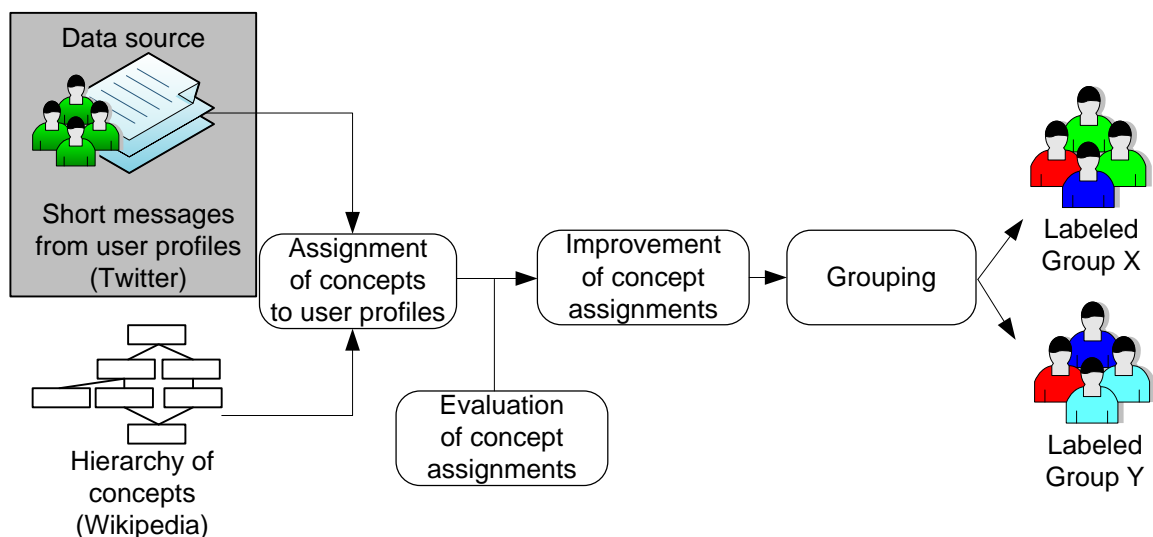 Data source
Short messages
from user profiles
(Twitter)
Hierarchy of
concepts
(Wikipedia)
Assignment
of concepts
to user profiles
Evaluation
of concept
assignments
Improvement
of concept
assignments
Grouping
Labeled
Group X
Labeled
Group Y